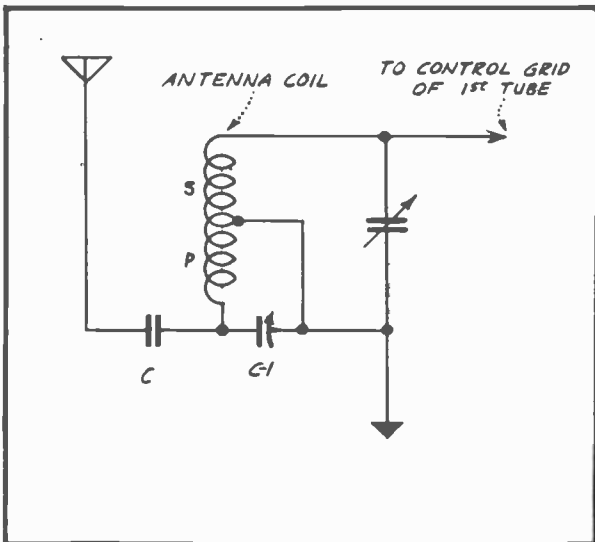 ANTENNA COIL
TO CONTROL GRID
OF 1st TUBE
S
P
C
C-1